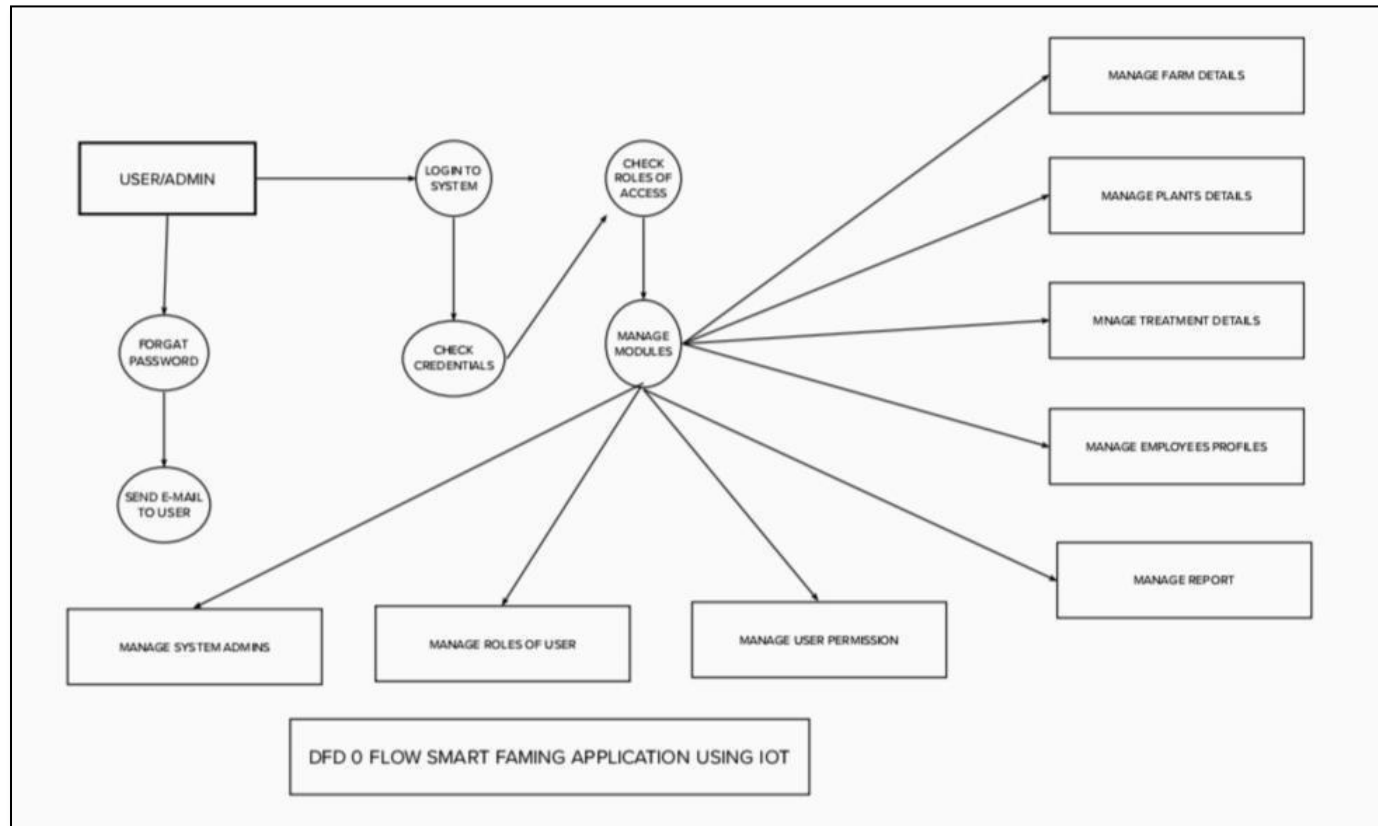 MANAGE FARM DETAILS
USER/ADMIN
LOGIN TO
SYSTEM
CHECK
ROLES OF
ACCESS
MANAGE PLANTS DETAILS
FORGAT
PASSWORD
CHECK
CREDENTIALS
MANAGE
MODULES
MNAGE TREATMENT DETAILS
MANAGE EMPLOYEES PROFILES
SEND E-MAIL
TO USER
MANAGE REPORT
MANAGE SYSTEM ADMINS
MANAGE ROLES OF USER
MANAGE USER PERMISSION
DFD 0 FLOW SMART FAMING APPLICATION USING IOT